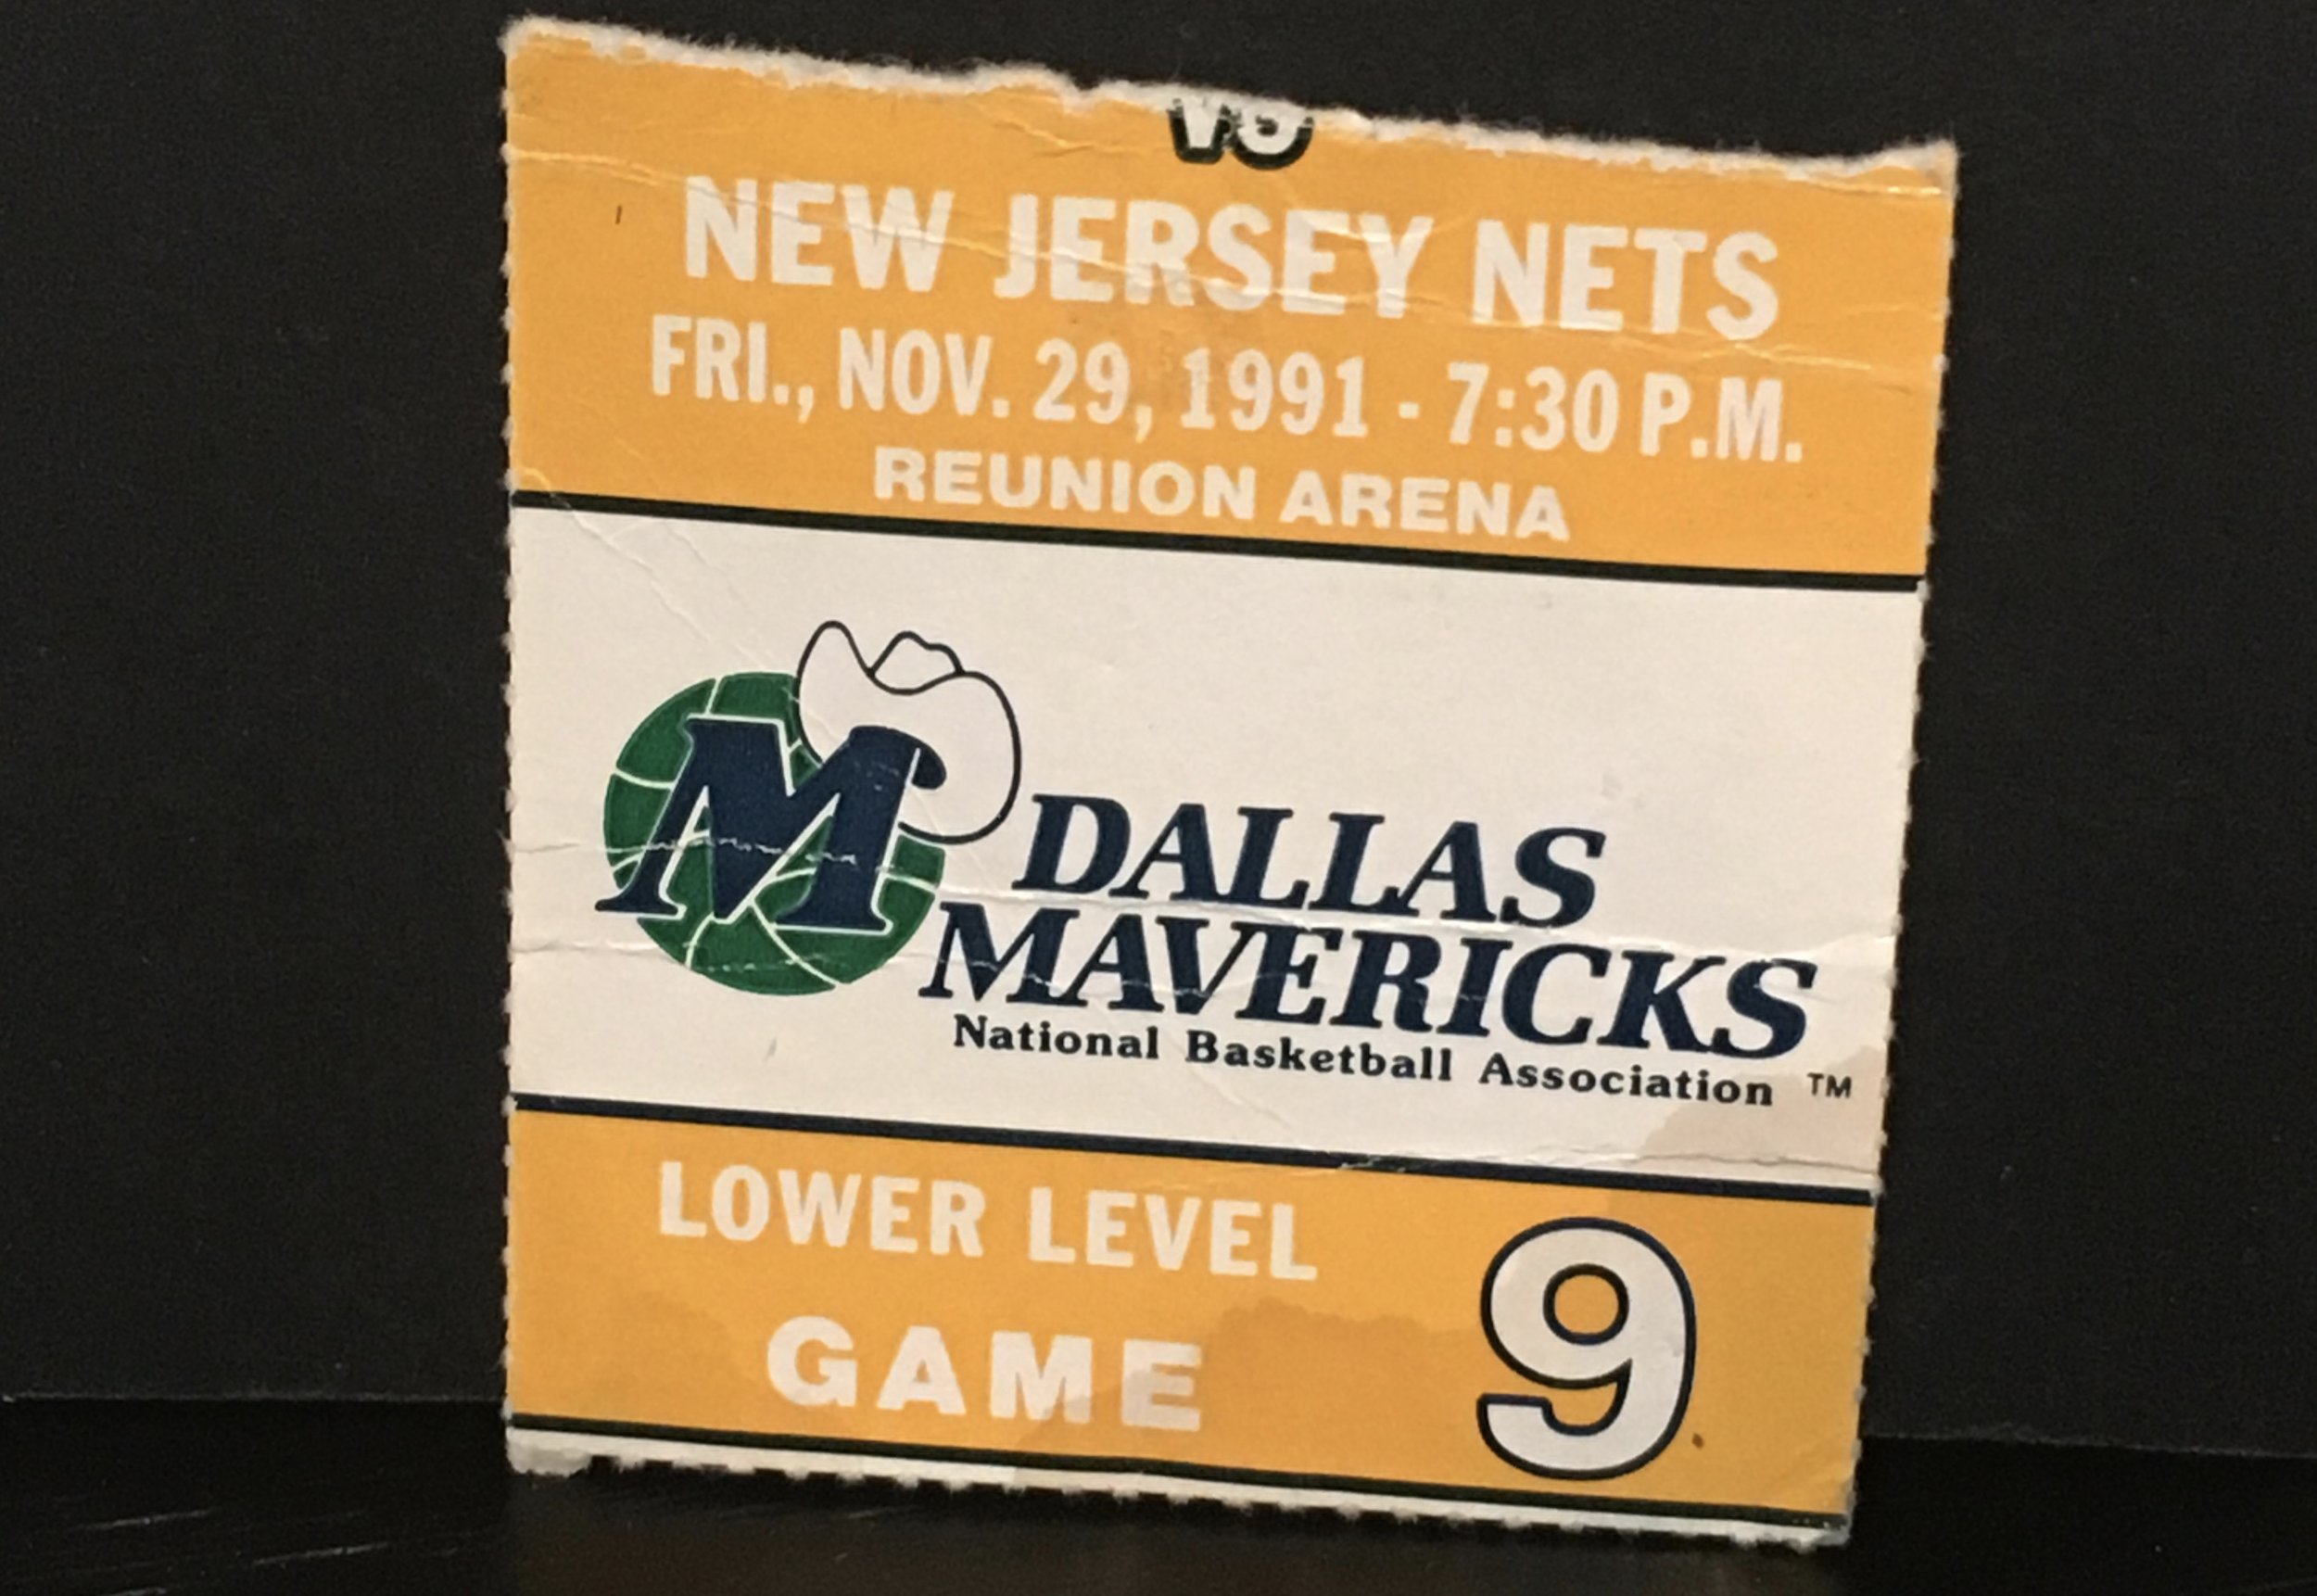 VS
NEW JERSEY NETS
FRI., NOV. 29, 1991 - 7:30 P.M.
REUNION ARENA
M
DALLAS
MAVERICKS
National Basketball Association TM
LOWER LEVEL
GAME 9